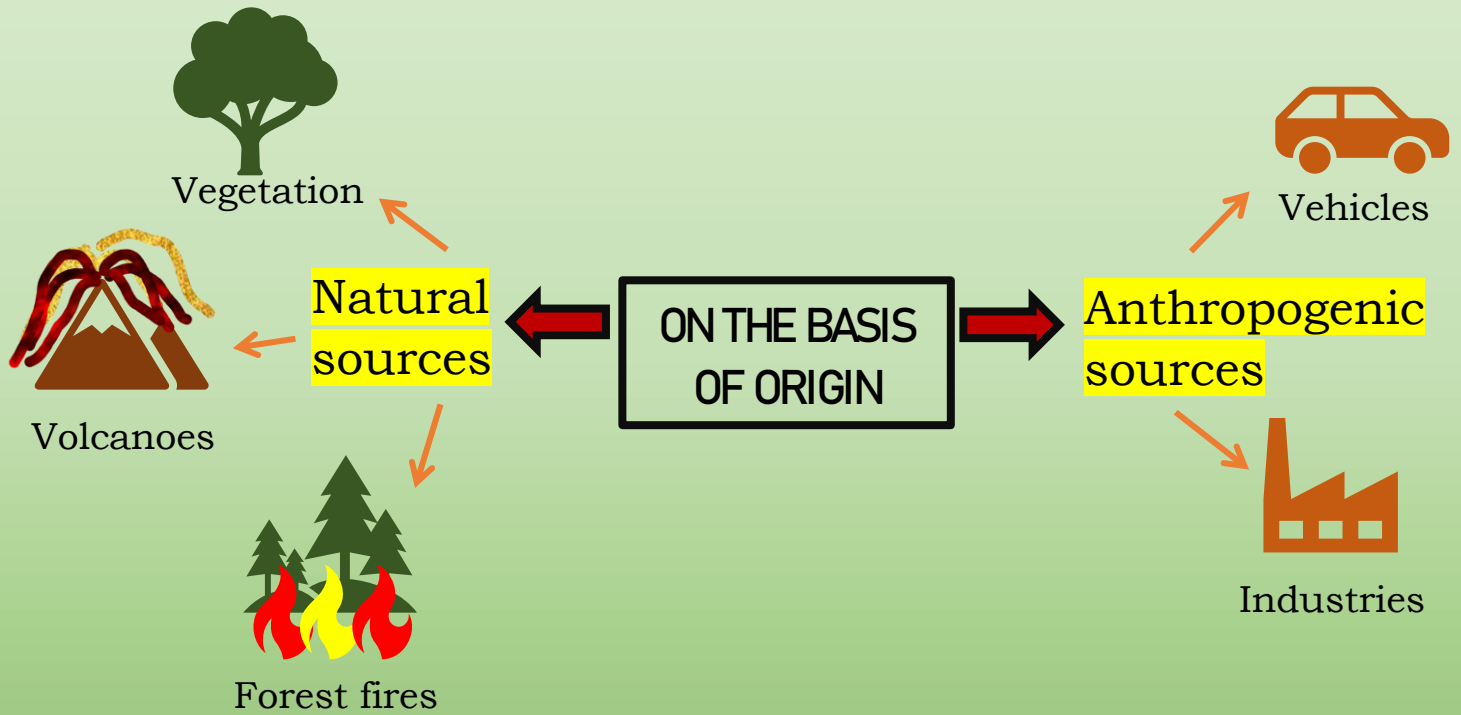 Vegetation
Vehicles
Natural
sources
ON THE BASIS
OF ORIGIN
Anthropogenic
sources
Volcanoes
Industries
Forest fires